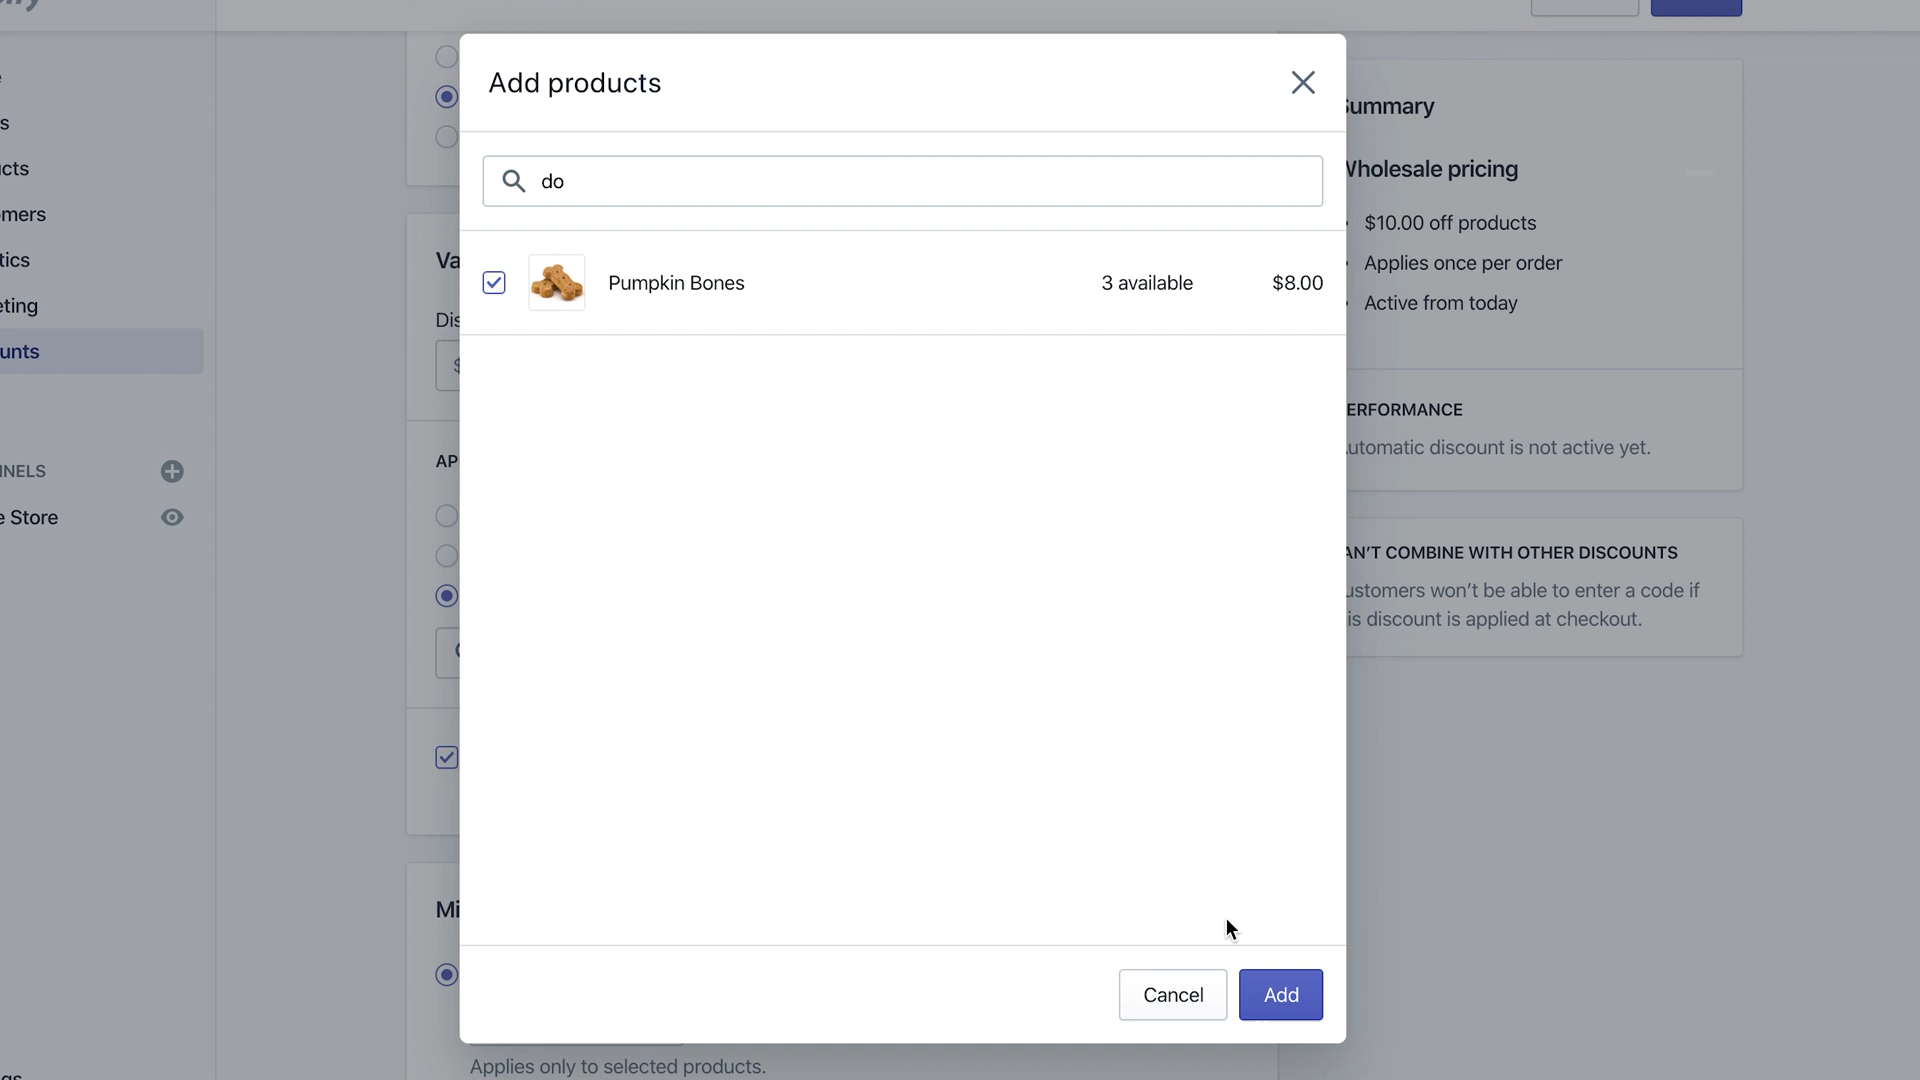 Add products
do
Pumpkin Bones
3 available
$8.00
Cancel
Add
ummary
holesale pricing
$10.00 off products
Applies once per order
Active from today
ERFORMANCE
utomatic discount is not active yet.
AN'T COMBINE WITH OTHER DISCOUNTS
ustomers won't be able to enter a code if
is discount is applied at checkout.
s
cts
mers
tics
eting
unts
NELS
e Store
Va
Dis
$
AP
Mi
Applies only to selected products.